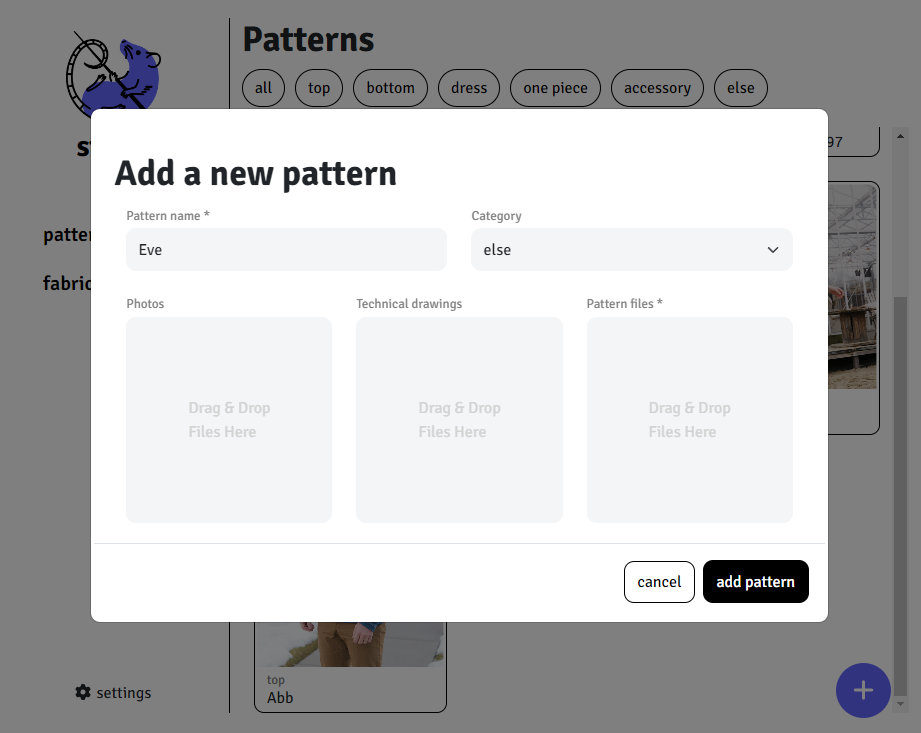 Patterns
all top bottom dress one piece accessory else
97
Add a new pattern
Pattern name * Category
Eve else
Photos Technical drawings Pattern files *
Drag & Drop Drag & Drop Drag & Drop
Files Here Files Here Files Here
cancel add pattern
top
Abb
settings